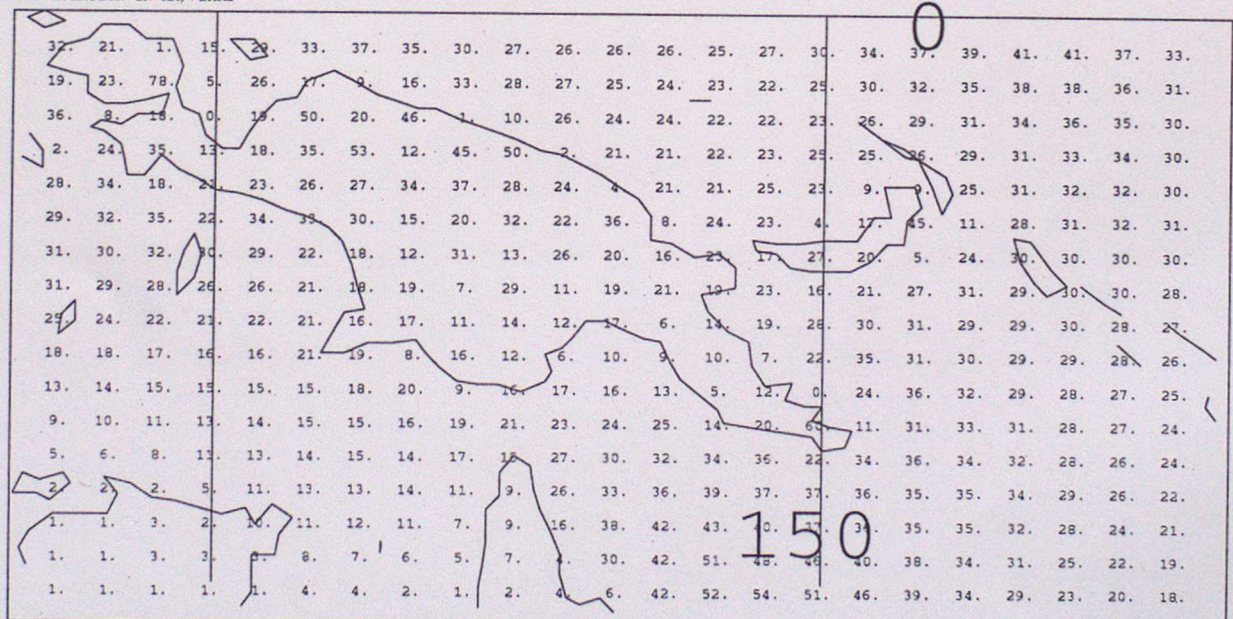 0
32. 21. 1. 15. 29. 33. 37. 35. 30. 27. 26. 26. 26. 25. 27. 30. 34. 37. 39. 41. 41. 37. 33.
19. 23. 78. 5. 26. 17. 9. 16. 33. 28. 27. 25. 24. 23. 22. 25. 30. 32. 35. 38. 38. 36. 31.
36. 8. 18. 0. 19. 50. 20. 46. 1. 10. 26. 24. 24. 22. 22. 23. 26. 29. 31. 34. 36. 35. 30.
2. 24. 35. 13. 18. 35. 53. 12. 45. 50. 2. 21. 21. 22. 23. 25. 25. 26. 29. 31. 33. 34. 30.
28. 34. 18. 21. 23. 26. 27. 34. 37. 28. 24. 4. 21. 21. 25. 23. 9. 9. 25. 31. 32. 32. 30.
29. 32. 35. 22. 34. 33. 30. 15. 20. 32. 22. 36. 8. 24. 23. 4. 17. 45. 11. 28. 31. 32. 31.
31. 30. 32. 30. 29. 22. 18. 12. 31. 13. 26. 20. 16. 23. 17. 27. 20. 5. 24. 30. 30. 30. 30.
31. 29. 28. 26. 26. 21. 18. 19. 7. 29. 11. 19. 21. 19. 23. 16. 21. 27. 31. 29. 30. 30. 28.
25. 24. 22. 21. 22. 21. 16. 17. 11. 14. 12. 17. 6. 14. 19. 28. 30. 31. 29. 29. 30. 28. 27.
18. 18. 17. 16. 16. 21. 19. 8. 16. 12. 6. 10. 9. 10. 7. 22. 35. 31. 30. 29. 29. 28. 26.
13. 14. 15. 15. 15. 15. 18. 20. 9. 16. 17. 16. 13. 5. 12. 0. 24. 36. 32. 29. 28. 27. 25.
9. 10. 11. 13. 14. 15. 15. 16. 19. 21. 23. 24. 25. 14. 20. 60. 11. 31. 33. 31. 28. 27. 24.
5. 6. 8. 11. 13. 14. 15. 14. 17. 15. 27. 30. 32. 34. 36. 22. 34. 36. 34. 32. 28. 26. 24.
2. 2. 2. 5. 11. 13. 13. 14. 11. 9. 26. 33. 36. 39. 37. 37. 36. 35. 35. 34. 29. 26. 22.
1. 1. 3. 2. 10. 11. 12. 11. 7. 9. 16. 38. 42. 43. 35. 35. 32. 28. 24. 21.
150
1. 1. 3. 3. 8. 7. 6. 5. 7. 30. 42. 51. 40. 38. 34. 31. 25. 22. 19.
1. 1. 1. 1. 1. 4. 4. 2. 1. 2. 4. 6. 42. 52. 54. 51. 46. 39. 34. 29. 23. 20. 18.